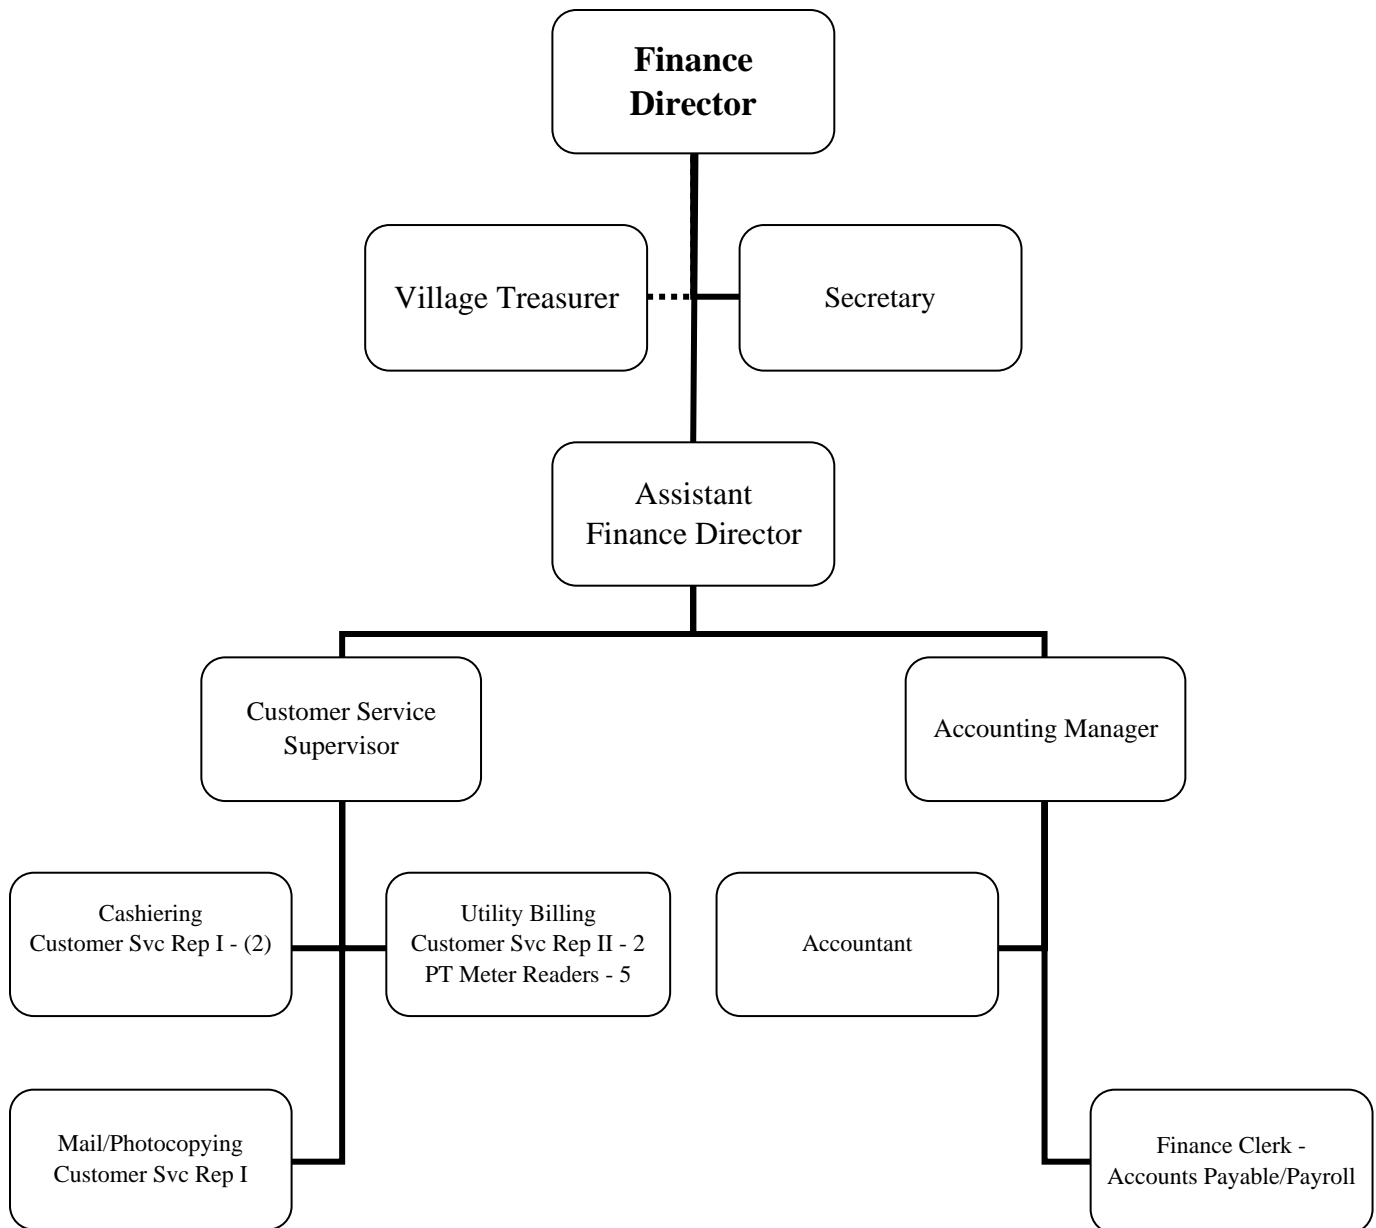 Finance
Director
Village Treasurer
Secretary
Assistant
Finance Director
Customer Service
Supervisor
Accounting Manager
Cashiering
Customer Svc Rep I - (2)
Utility Billing
Customer Svc Rep II - 2
PT Meter Readers - 5
Accountant
Mail/Photocopying
Customer Svc Rep I
Finance Clerk -
Accounts Payable/Payroll